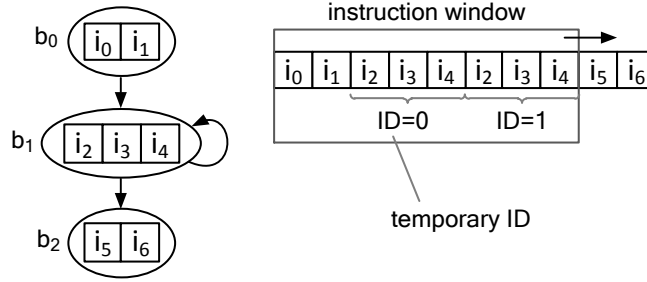 b0
i0 i1
b1
i2 i3 i4
b2
i5 i6
instruction window
i0 i1 i2 i3 i4 i2 i3 i4 i5 i6
ID=0 ID=1
temporary ID